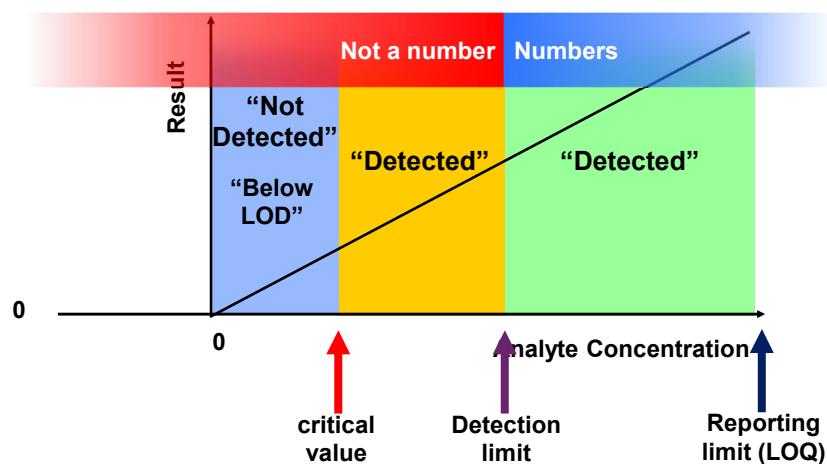 Not a number
Numbers
Result
“Not
Detected”
“Detected”
“Detected”
“Below
LOD”
0
0
Analyte Concentration
critical
value
Detection
limit
Reporting
limit (LOQ)